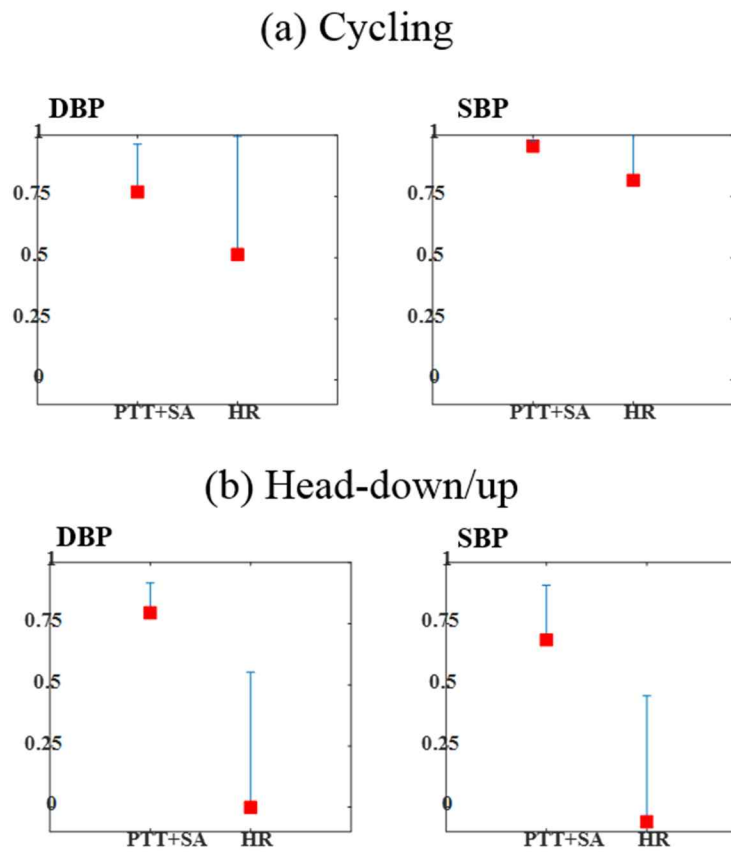 (a) Cycling
DBP
1
0.75
0.5
0.25
0
PTT+SA HR
SBP
1
0.75
0.5
0.25
0
PTT+SA HR
(b) Head-down/up
DBP
1
0.75
0.5
0.25
0
PTT+SA HR
SBP
1
0.75
0.5
0.25
0
PTT+SA HR